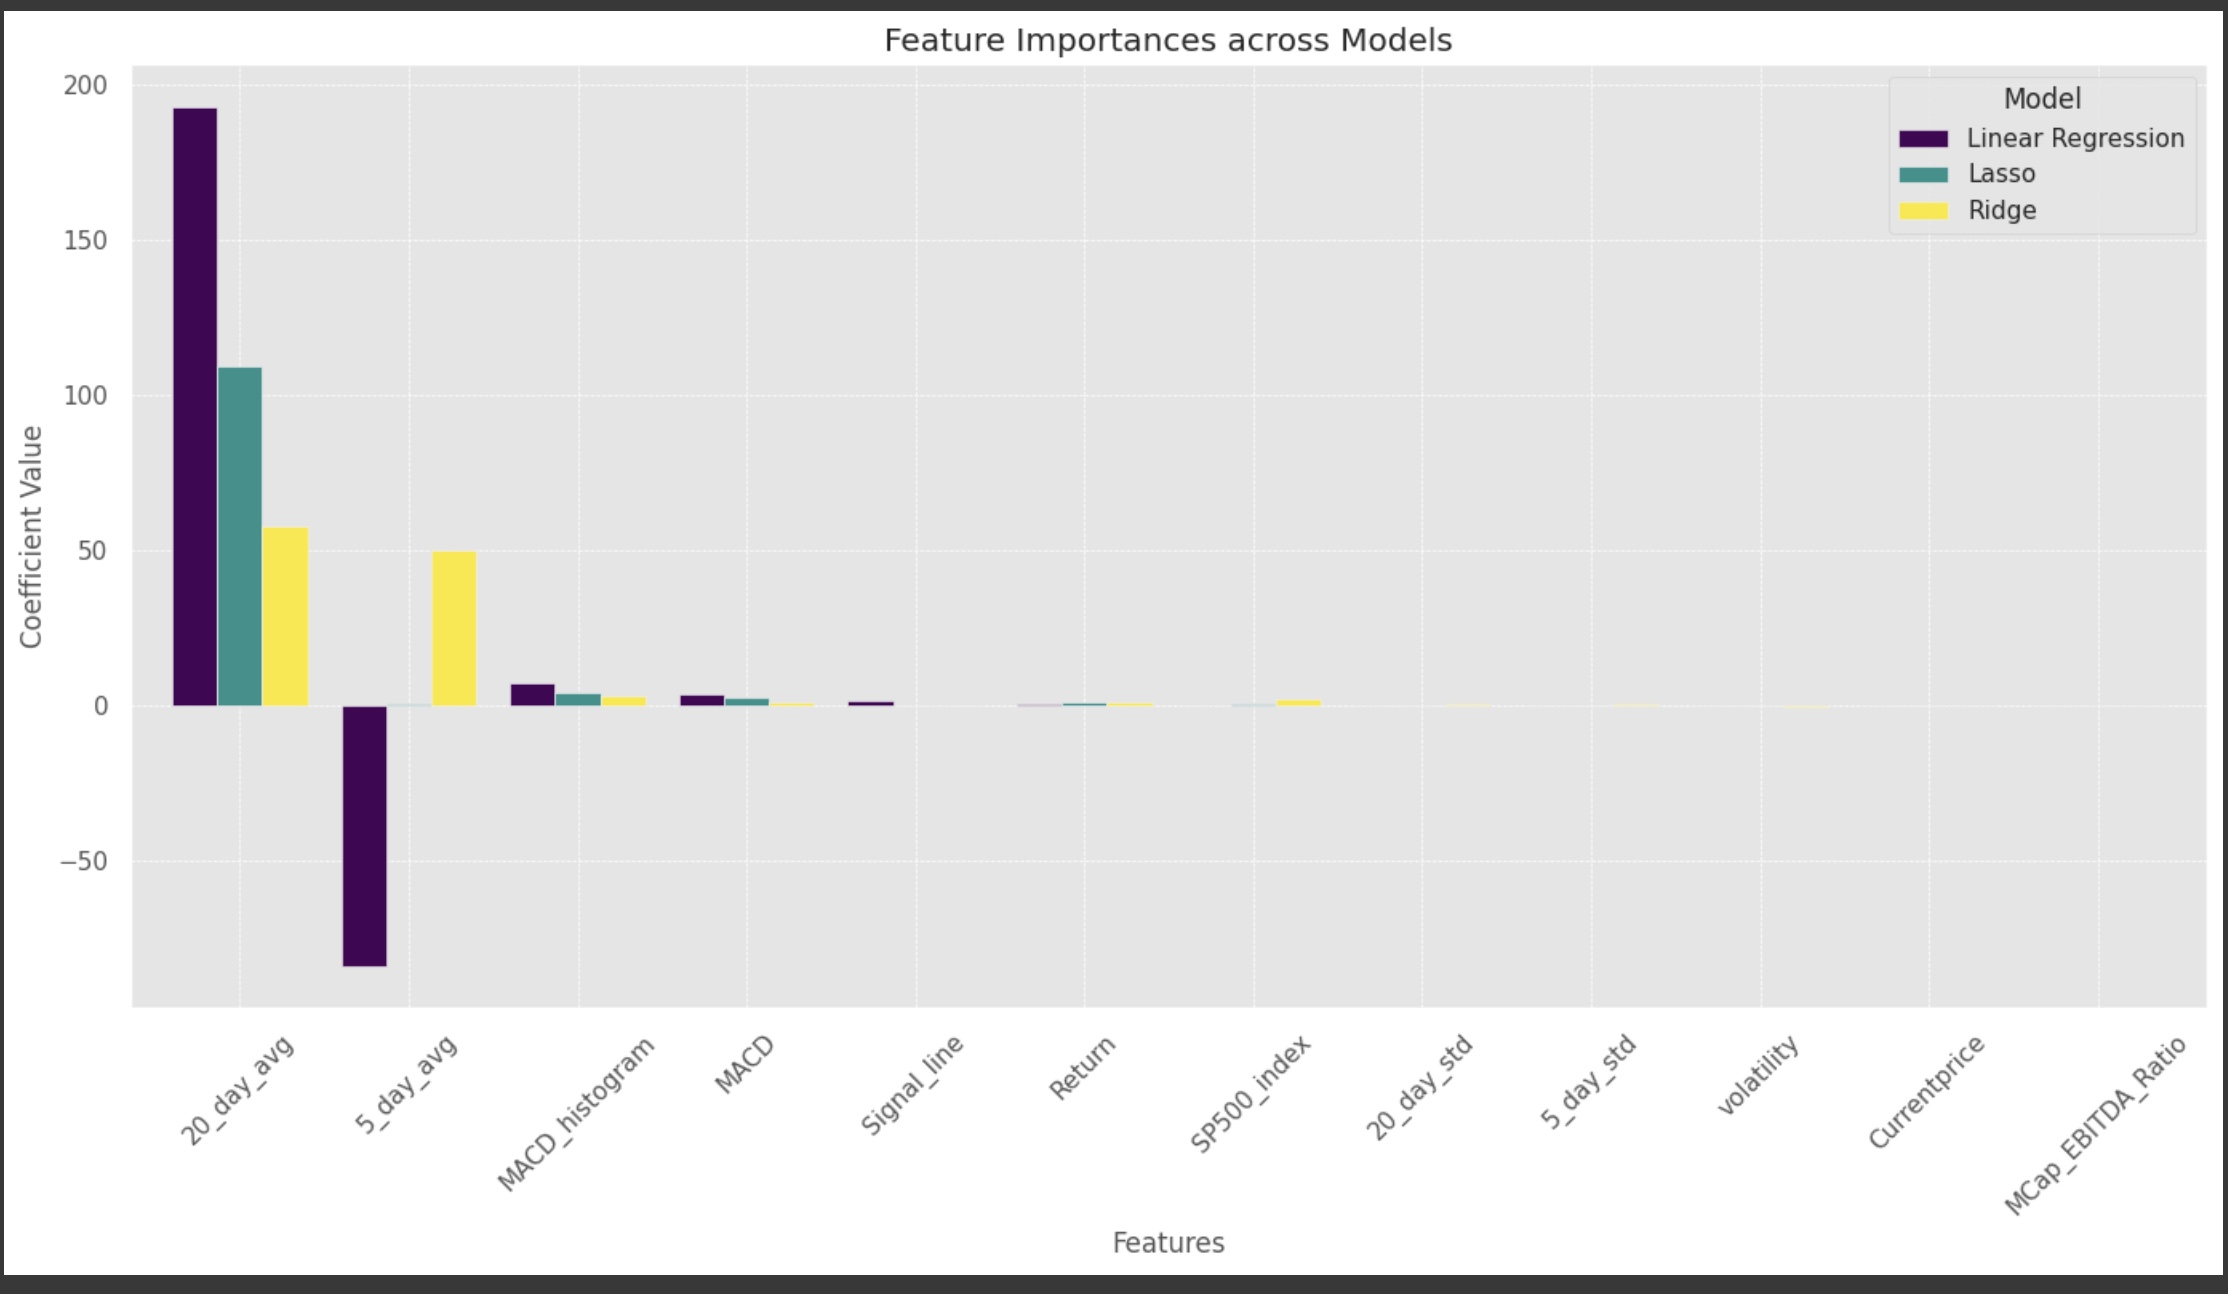 Feature Importances across Models
Model
Linear Regression
Lasso
Ridge
Coefficient Value
200
150
100
50
0
−50
20_day_avg
5_day_avg
MACD_histogram
MACD
Signal_line
Return
SP500_index
20_day_std
5_day_std
volatility
Currentprice
MCap_EBITDA_Ratio
Features